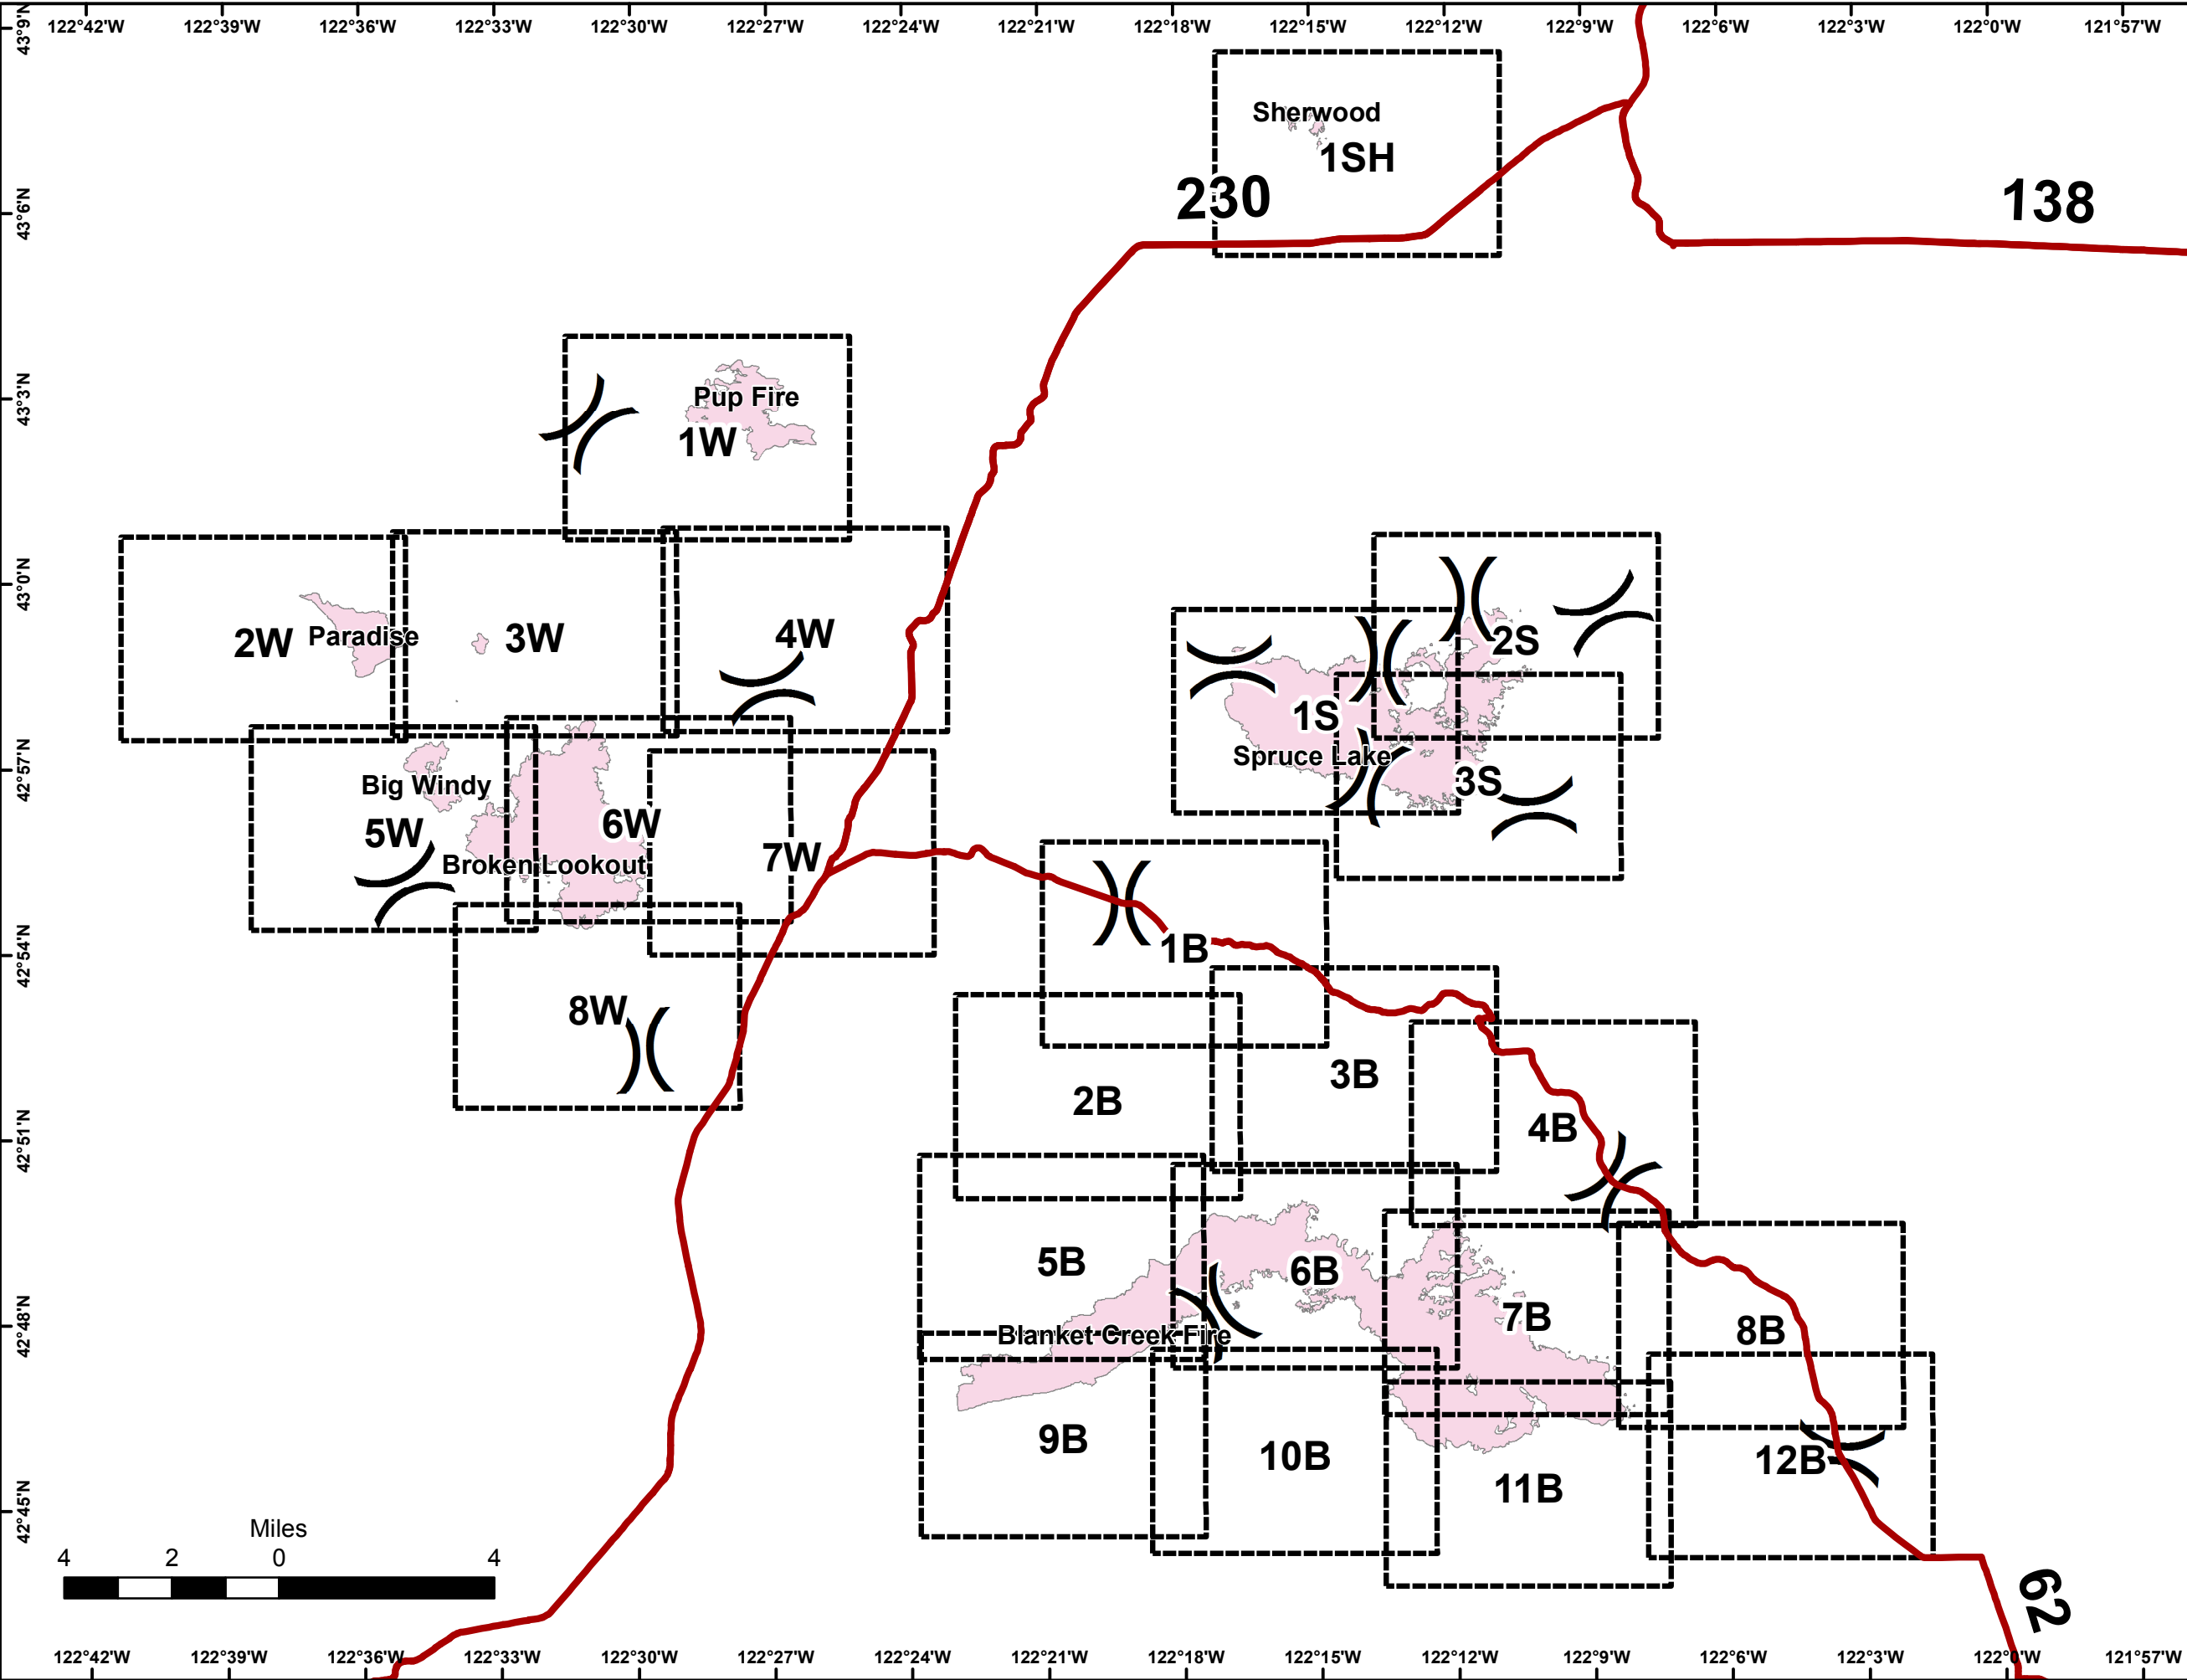 122°42'W 122°39'W 122°36'W 122°33'W 122°30'W 122°27'W 122°24'W 122°21'W 122°18'W 122°15'W 122°12'W 122°9'W 122°6'W 122°3'W 122°0'W 121°57'W
43°9'N
Sherwood
1SH
43°6'N
230
138
43°3'N
Pup Fire
1W
43°0'N
2W
Paradise
3W
4W
2S
1S
Spruce Lake
3S
42°57'N
Big Windy
5W
6W
Broken Lookout
7W
42°54'N
1B
8W
2B
3B
4B
42°51'N
5B
6B
7B
8B
42°48'N
Blanket Creek Fire
9B
10B
11B
12B
42°45'N
Miles
4 2 0 4
62
122°42'W 122°39'W 122°36'W 122°33'W 122°30'W 122°27'W 122°24'W 122°21'W 122°18'W 122°15'W 122°12'W 122°9'W 122°6'W 122°3'W 122°0'W 121°57'W